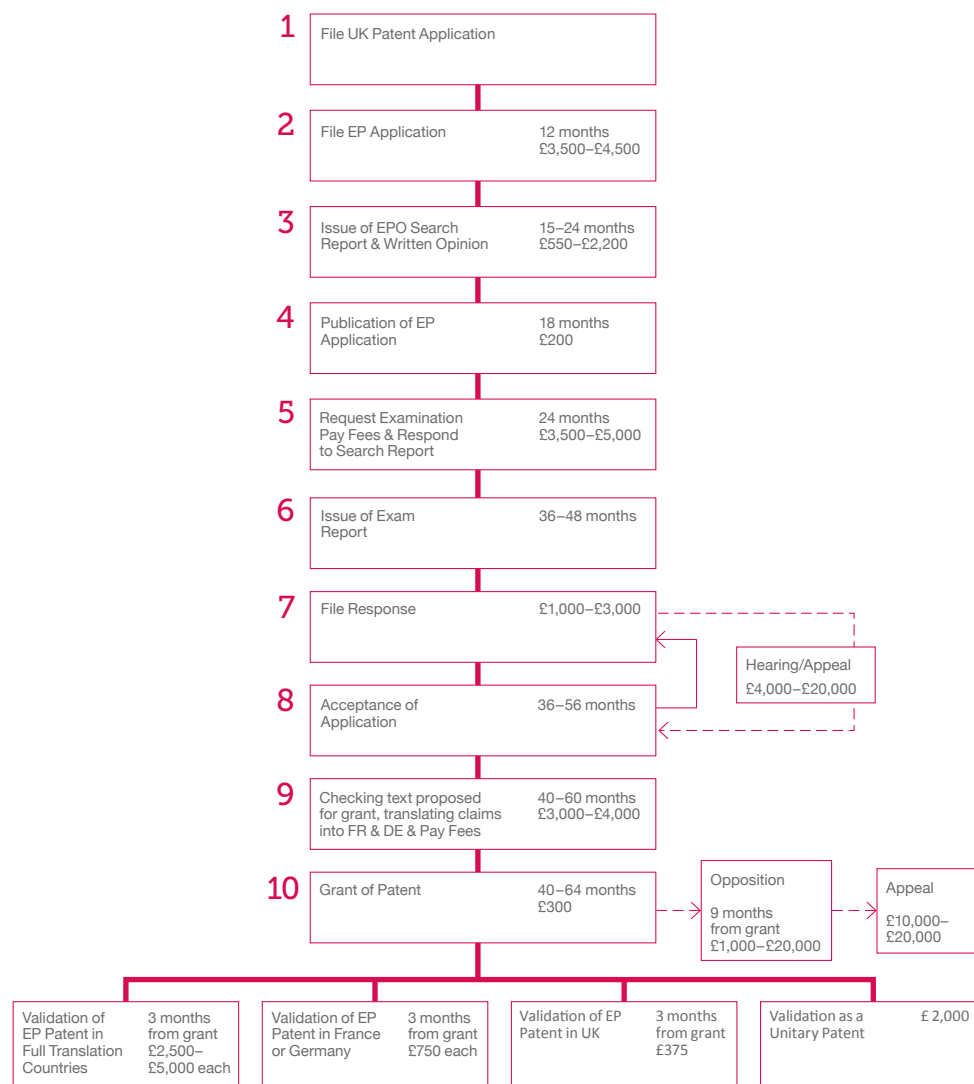 1
File UK Patent Application
2
File EP Application
12 months
£3,500–£4,500
3
Issue of EPO Search
Report & Written Opinion
15–24 months
£550–£2,200
4
Publication of EP
Application
18 months
£200
5
Request Examination
Pay Fees & Respond
to Search Report
24 months
£3,500–£5,000
6
Issue of Exam
Report
36–48 months
7
File Response
£1,000–£3,000
Hearing/Appeal
£4,000–£20,000
8
Acceptance of
Application
36–56 months
9
Checking text proposed
for grant, translating claims
into FR & DE & Pay Fees
40–60 months
£3,000–£4,000
10
Grant of Patent
40–64 months
£300
Opposition
9 months
from grant
£1,000–£20,000
Appeal
£10,000–
£20,000
Validation of
EP Patent in
Full Translation
Countries
3 months
from grant
£2,500–
£5,000 each
Validation of EP
Patent in France
or Germany
3 months
from grant
£750 each
Validation of EP
Patent in UK
3 months
from grant
£375
Validation as a
Unitary Patent
£ 2,000